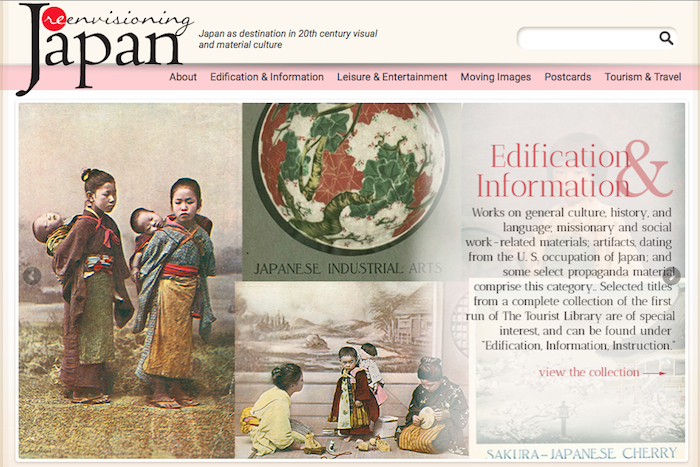 Reenvisioning
Japan
Japan as destination in 20th century visual
and material culture
About Edification & Information Leisure & Entertainment Moving Images Postcards Tourism & Travel
JAPANESE INDUSTRIAL ARTS
Edification &
Information
Works on general culture, history, and
language; missionary and social
work-related materials; artifacts, dating
from the U. S. occupation of Japan; and
some select propaganda material
comprise this category.. Selected titles
from a complete collection of the first
run of The Tourist Library are of special
interest, and can be found under
"Edification, Information, Instruction."
view the collection
SAKURA-JAPANESE CHERRY